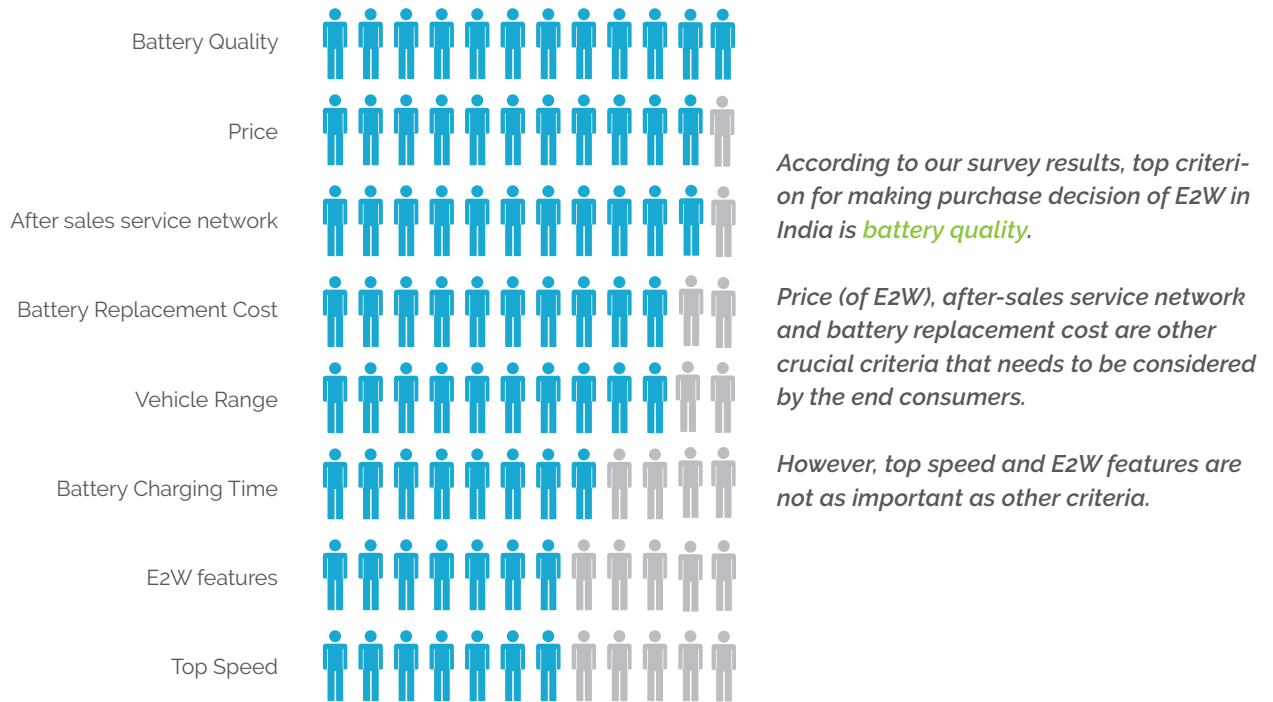 Battery Quality
Price
After sales service network
Battery Replacement Cost
Vehicle Range
Battery Charging Time
E2W features
Top Speed
According to our survey results, top criteri-
on for making purchase decision of E2W in
India is battery quality.
Price (of E2W), after-sales service network
and battery replacement cost are other
crucial criteria that needs to be considered
by the end consumers.
However, top speed and E2W features are
not as important as other criteria.